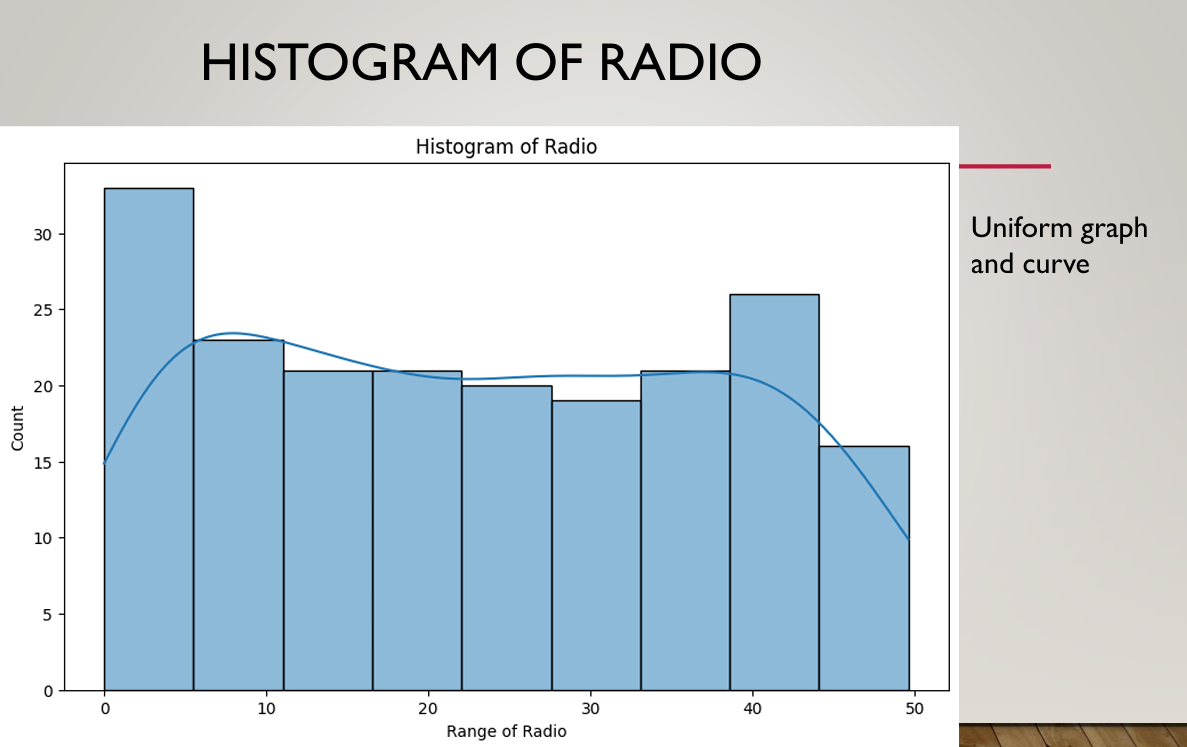 HISTOGRAM OF RADIO
Histogram of Radio
Uniform graph
and curve
30
25
20
15
10
5
0
Count
0 10 20 30 40 50
Range of Radio